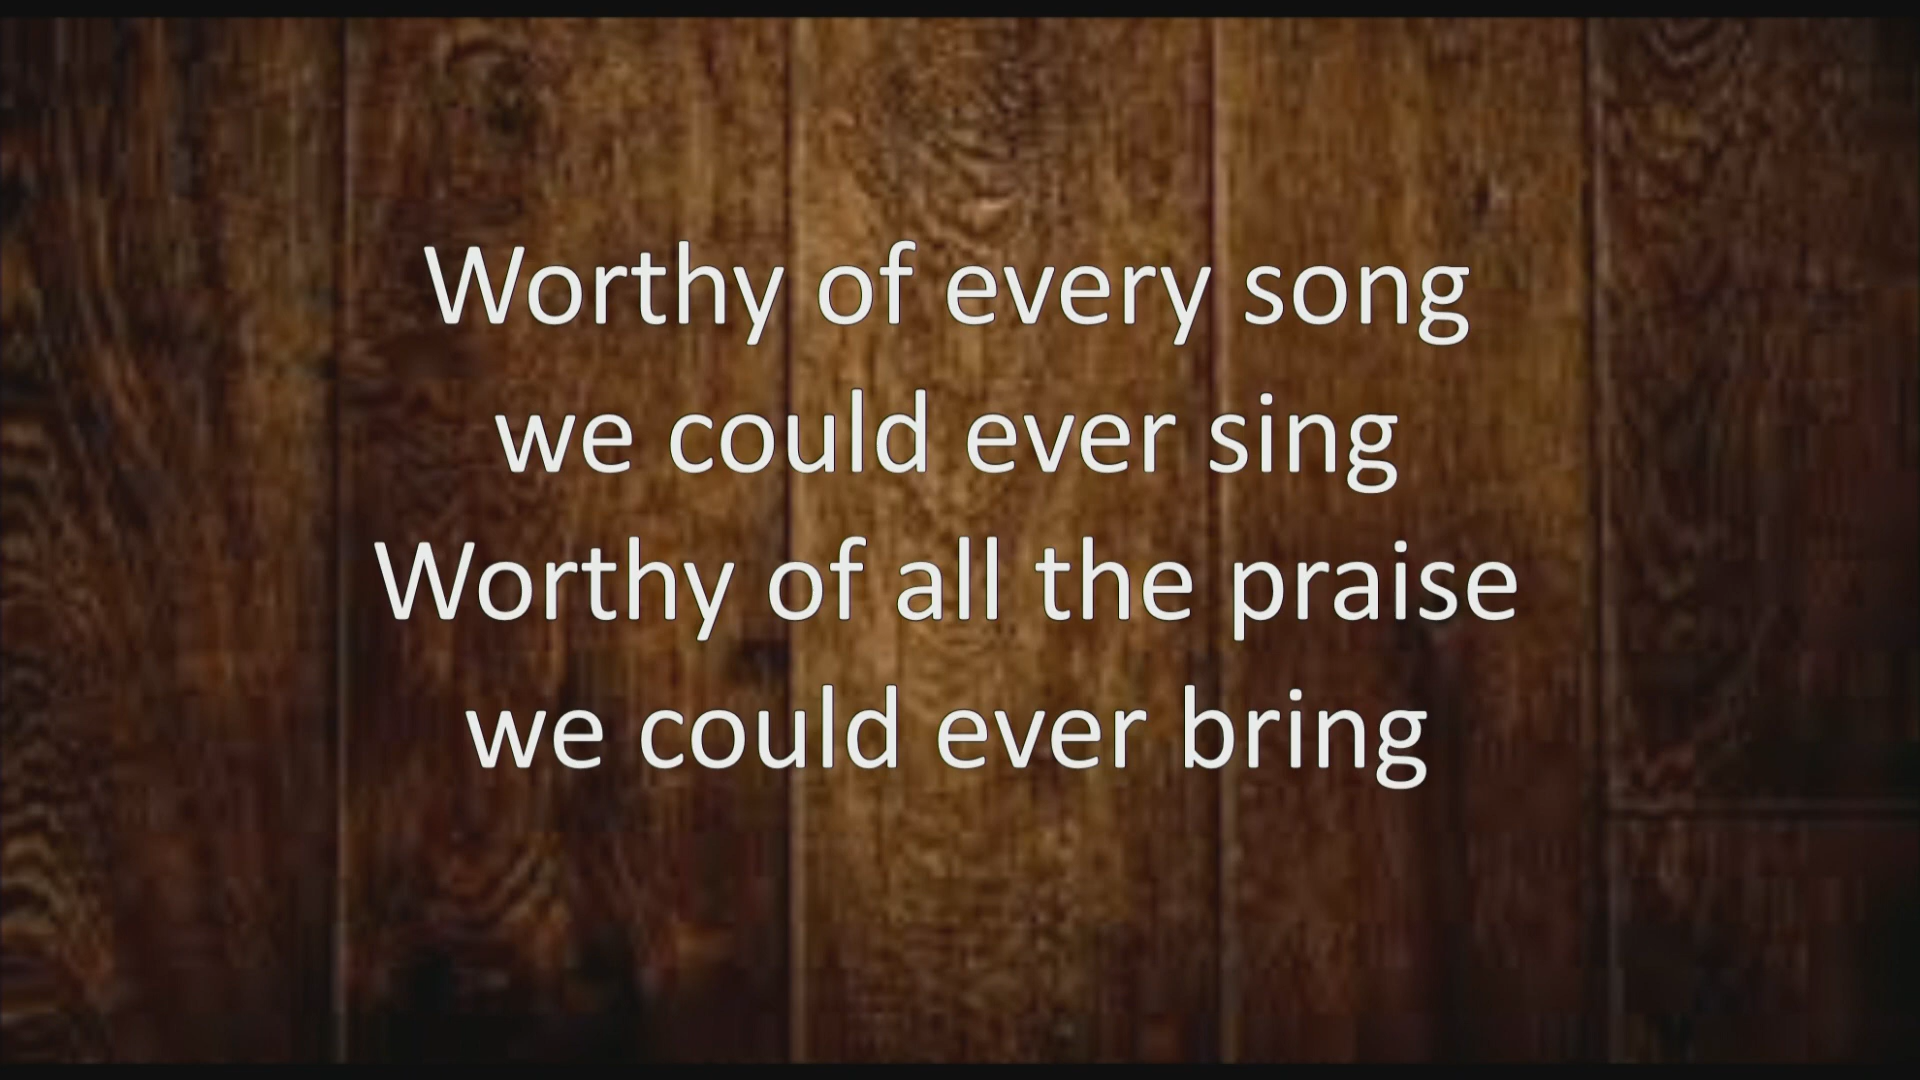 Worthy of every song
we could ever sing
Worthy of all the praise
we could ever bring